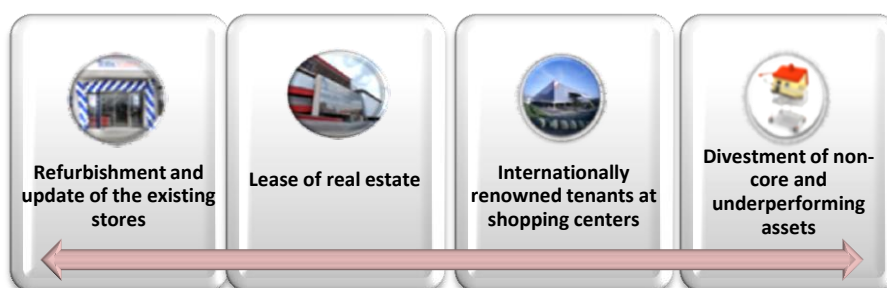 Refurbishment and
update of the existing
stores
Lease of real estate
Internationally
renowned tenants at
shopping centers
Divestment of non-
core and
underperforming
assets